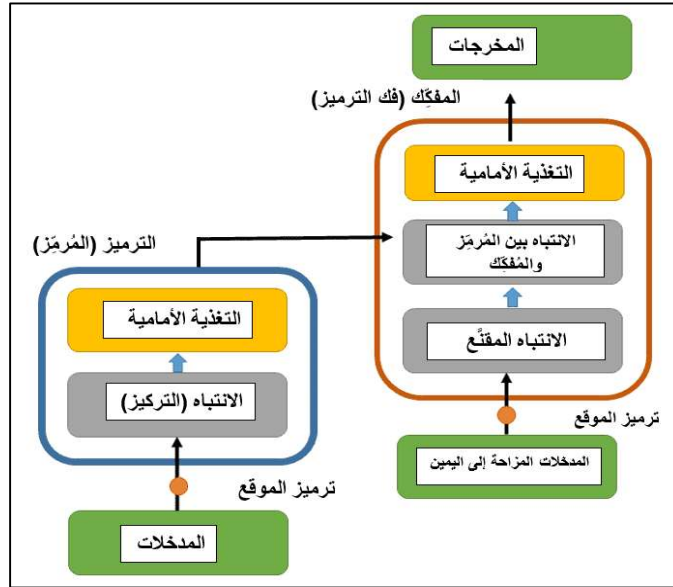 المخرجات
المفكِّك (فك الترميز)
التغذية الأمامية
الانتباه بين المُرمِّز
والمُفكِّك
الانتباه المقنَّع
ترميز الموقع
المدخلات المزاحة إلى اليمين
الترميز (المُرمِّز)
التغذية الأمامية
الانتباه (التركيز)
ترميز الموقع
المدخلات